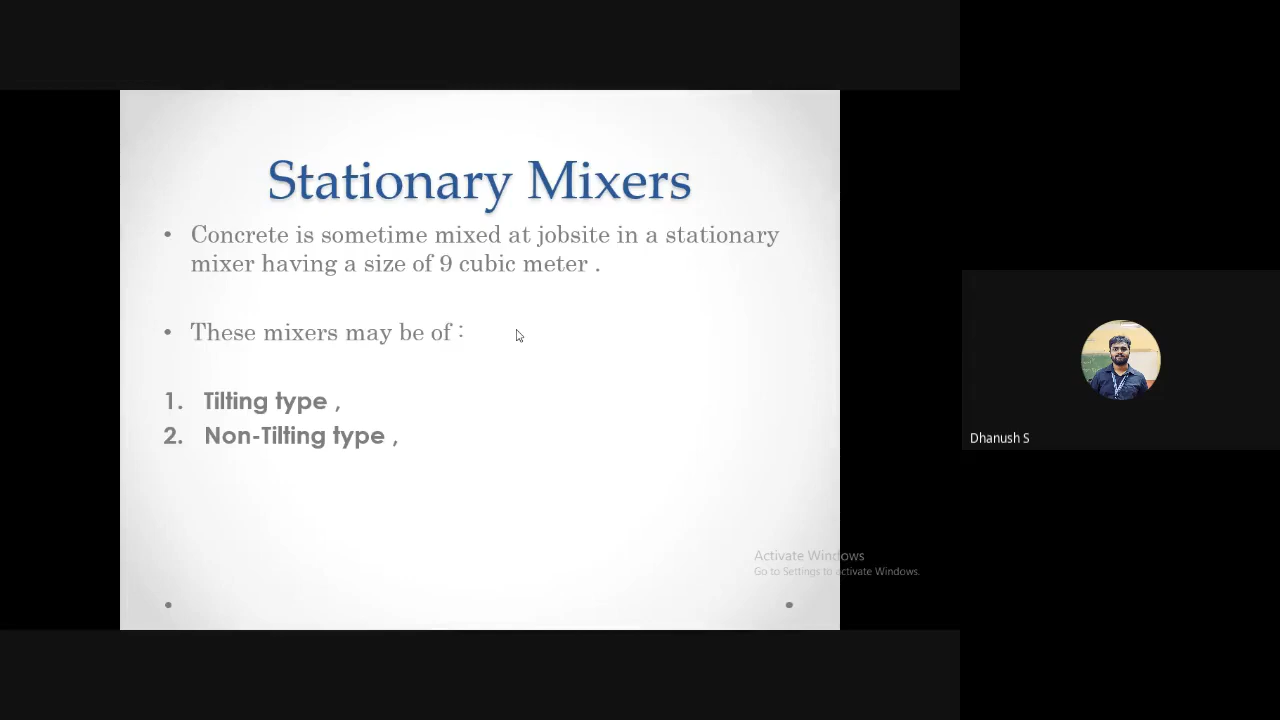 Stationary Mixers
• Concrete is sometime mixed at jobsite in a stationary
mixer having a size of 9 cubic meter .
• These mixers may be of :
1. Tilting type ,
2. Non-Tilting type ,
Activate Windows
Go to Settings to activate Windows.
Dhanush S